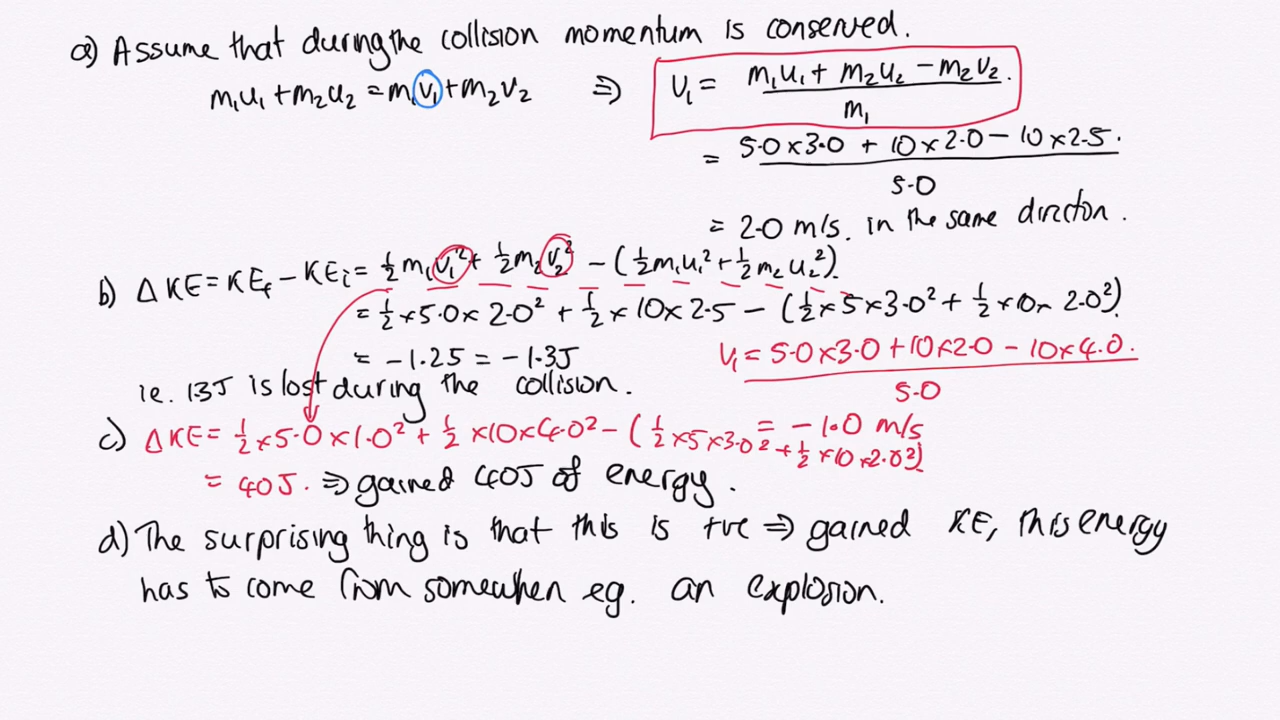 a) Assume that during the collision momentum is conserved.
m₁u₁ + m₂u₂ = m₁v₁ + m₂v₂ ⇒ v₁ = (m₁u₁ + m₂u₂ − m₂v₂)/m₁
= (5.0 × 3.0 + 10 × 2.0 − 10 × 2.5)/5.0
= 2.0 m/s. in the same direction.
b) ΔKE = KE_f − KE_i = ½m₁v₁² + ½m₂v₂² − (½m₁u₁² + ½m₂u₂²).
= ½ × 5.0 × 2.0² + ½ × 10 × 2.5 − (½ × 5 × 3.0² + ½ × 10 × 2.0²)
= −1.25 = −1.3J
v₁ = (5.0 × 3.0 + 10 × 2.0 − 10 × 4.0)/5.0
ie. 1.3J is lost during the collision.
= −1.0 m/s
c) ΔKE = ½ × 5.0 × 1.0² + ½ × 10 × 4.0² − (½ × 5 × 3.0² + ½ × 10 × 2.0²)
= 40J. ⇒ gained 40J of energy.
d) The surprising thing is that this is +ve ⇒ gained KE, this energy
has to come from somewhen eg. an explosion.